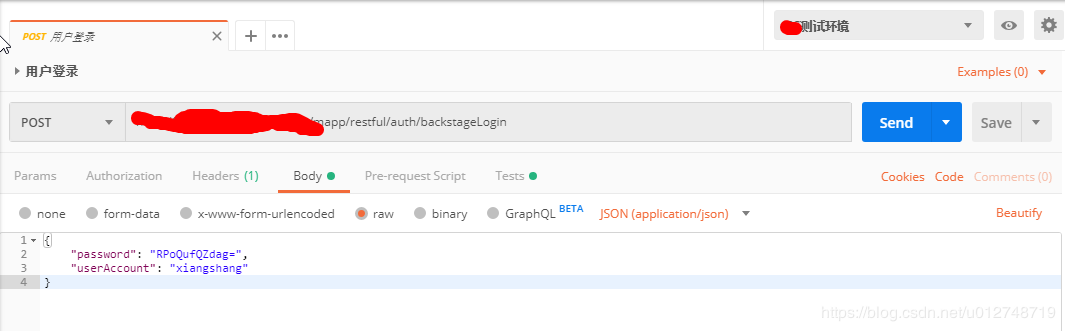 POST 用户登录
测试环境
用户登录
Examples (0)
POST
/mapp/restful/auth/backstageLogin
Send
Save
Params Authorization Headers (1) Body Pre-request Script Tests Cookies Code Comments (0)
none form-data x-www-form-urlencoded raw binary GraphQL BETA JSON (application/json) Beautify
1 {
2 "password": "RPoQufQZdag=",
3 "userAccount": "xiangshang"
4 }
https://blog.csdn.net/u012748719